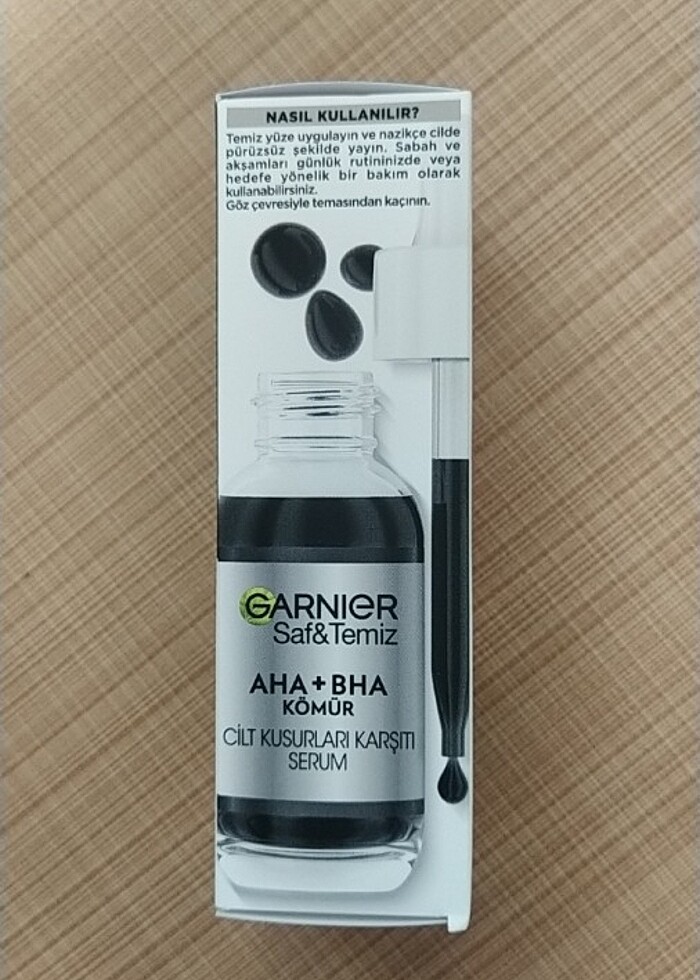 NASIL KULLANILIR?
Temiz yüze uygulayın ve nazikçe cilde
pürüzsüz şekilde yayın. Sabah ve
akşamları günlük rutininizde veya
hedefe yönelik bir bakım olarak
kullanabilirsiniz.
Göz çevresiyle temasından kaçının.
GARNIER
Saf&Temiz
AHA+BHA
KÖMÜR
CİLT KUSURLARI KARŞITI
SERUM